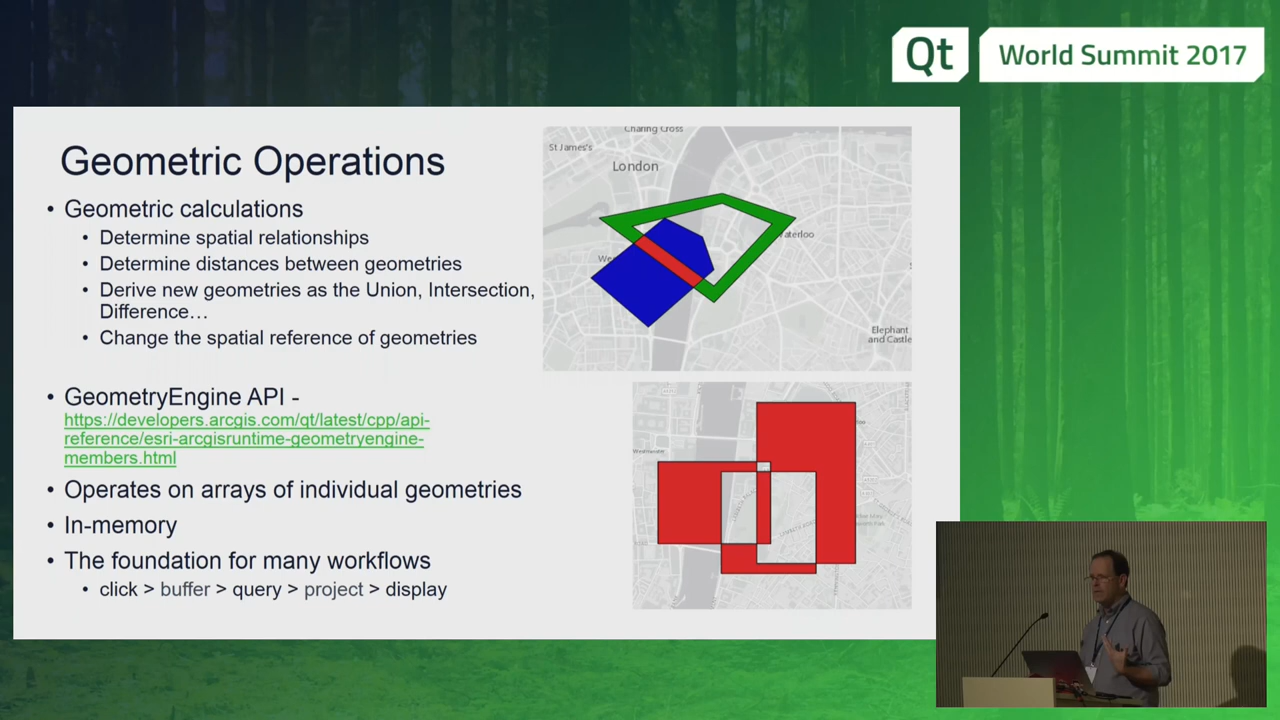 Qt World Summit 2017
Geometric Operations
• Geometric calculations
• Determine spatial relationships
• Determine distances between geometries
• Derive new geometries as the Union, Intersection,
Difference…
• Change the spatial reference of geometries
• GeometryEngine API -
https://developers.arcgis.com/qt/latest/cpp/api-
reference/esri-arcgisruntime-geometryengine-
members.html
• Operates on arrays of individual geometries
• In-memory
• The foundation for many workflows
• click > buffer > query > project > display
Charing Cross
St James's
London
Elephant
and Castle